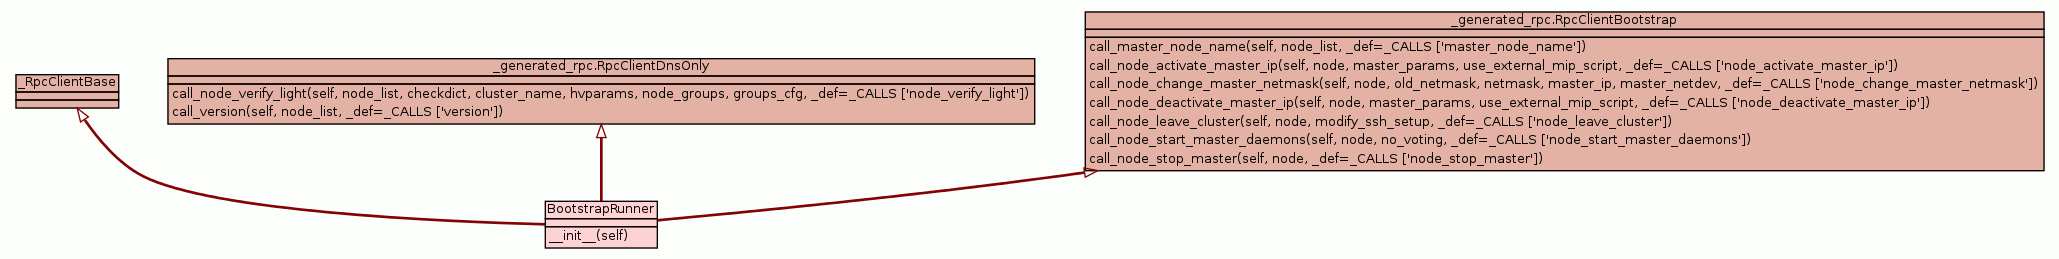 _RpcClientBase
_generated_rpc.RpcClientDnsOnly
call_node_verify_light(self, node_list, checkdict, cluster_name, hvparams, node_groups, groups_cfg, _def=_CALLS ['node_verify_light'])
call_version(self, node_list, _def=_CALLS ['version'])
_generated_rpc.RpcClientBootstrap
call_master_node_name(self, node_list, _def=_CALLS ['master_node_name'])
call_node_activate_master_ip(self, node, master_params, use_external_mip_script, _def=_CALLS ['node_activate_master_ip'])
call_node_change_master_netmask(self, node, old_netmask, netmask, master_ip, master_netdev, _def=_CALLS ['node_change_master_netmask'])
call_node_deactivate_master_ip(self, node, master_params, use_external_mip_script, _def=_CALLS ['node_deactivate_master_ip'])
call_node_leave_cluster(self, node, modify_ssh_setup, _def=_CALLS ['node_leave_cluster'])
call_node_start_master_daemons(self, node, no_voting, _def=_CALLS ['node_start_master_daemons'])
call_node_stop_master(self, node, _def=_CALLS ['node_stop_master'])
BootstrapRunner
__init__(self)